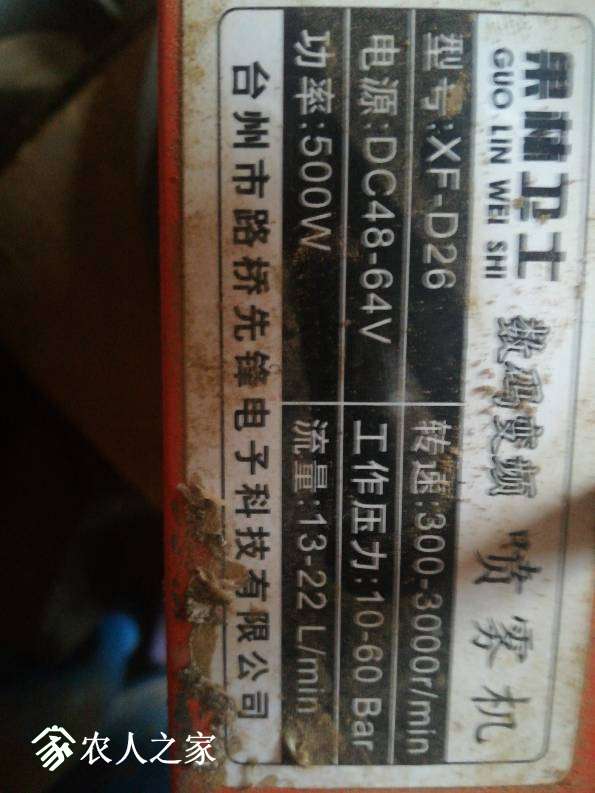 果林卫士 数码变频 喷雾机
GUO LIN WEI SHI
型号:XF-D26 转速:300-3000r/min
电源:DC48-64V 工作压力:10-60 Bar
功率:500W 流量:13-22 L/min
台州市路桥先锋电子科技有限公司
农人之家